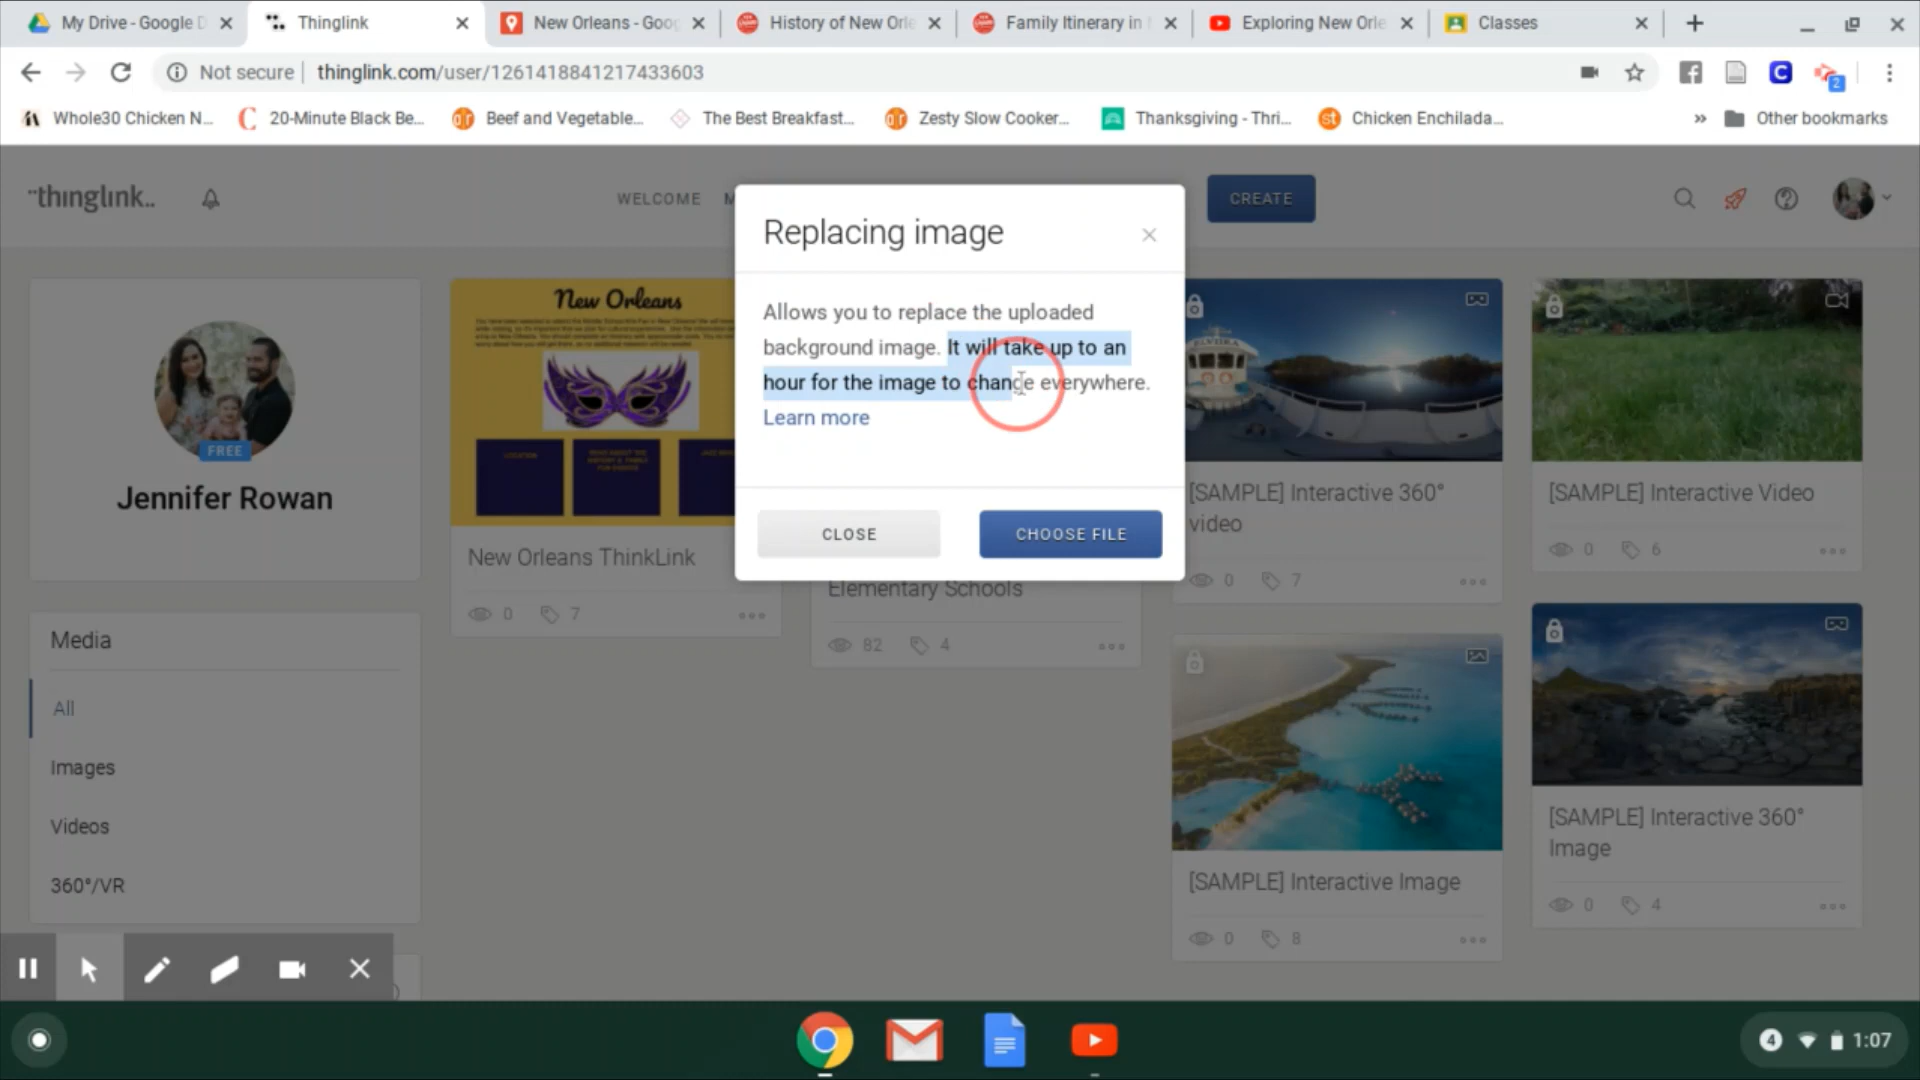 My Drive - Google D
Thinglink
New Orleans - Goog
History of New Orle
Family Itinerary in
Exploring New Orle
Classes
Not secure
thinglink.com/user/1261418841217433603
2
Whole30 Chicken N...
20-Minute Black Be...
Beef and Vegetable...
The Best Breakfast...
Zesty Slow Cooker...
Thanksgiving - Thri...
Chicken Enchilada...
Other bookmarks
thinglink..
WELCOME M
CREATE
Replacing image
Allows you to replace the uploaded
background image. It will take up to an
hour for the image to change everywhere.
Learn more
CLOSE
CHOOSE FILE
FREE
Jennifer Rowan
Media
All
Images
Videos
360°/VR
New Orleans
LOCATION
New Orleans ThinkLink
0 7
Elementary Schools
82 4
ELVIRA
[SAMPLE] Interactive 360°
video
0 7
[SAMPLE] Interactive Video
0 6
[SAMPLE] Interactive Image
0 8
[SAMPLE] Interactive 360°
Image
0 4
4 1:07